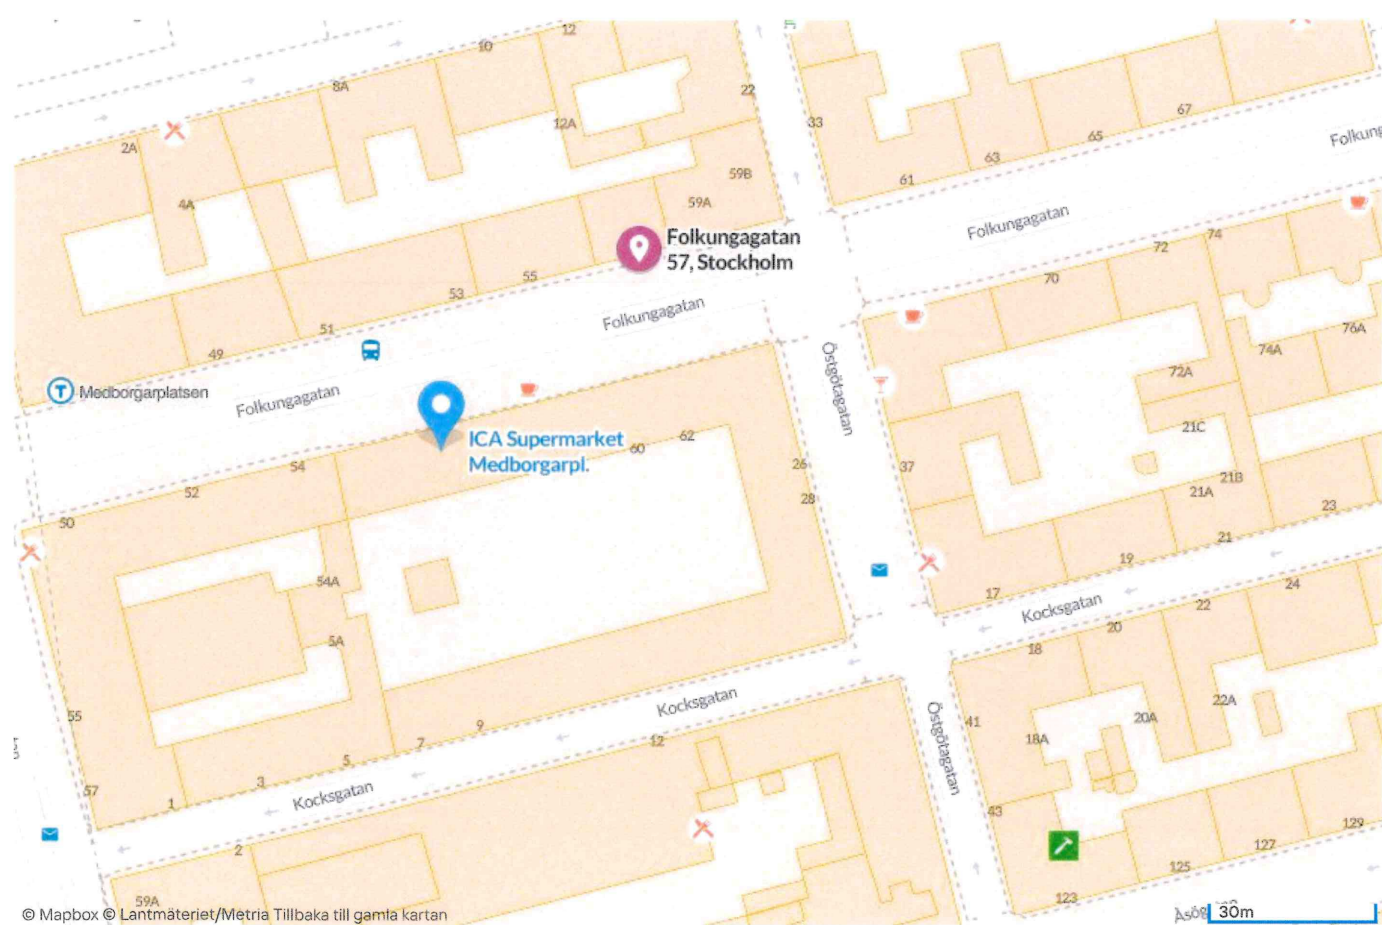 10
12
8A
22
12A
33
67
65
2A
Folkung
63
59B
61
4A
59A
Folkungagatan
57, Stockholm
Folkungagatan
72
74
55
70
53
Folkungagatan
51
76A
49
74A
Östgötagatan
72A
Medborgarplatsen
Folkungagatan
ICA Supermarket
Medborgarpl.
62
60
21C
54
26
37
21B
52
28
21A
23
50
21
19
54A
17
Kocksgatan
22
24
20
5A
18
Kocksgatan
22A
55
9
41
20A
7
12
18A
Östgötagatan
5
3
Kocksgatan
57
1
43
129
2
127
125
59A
123
30m
© Mapbox © Lantmäteriet/Metria Tillbaka till gamla kartan